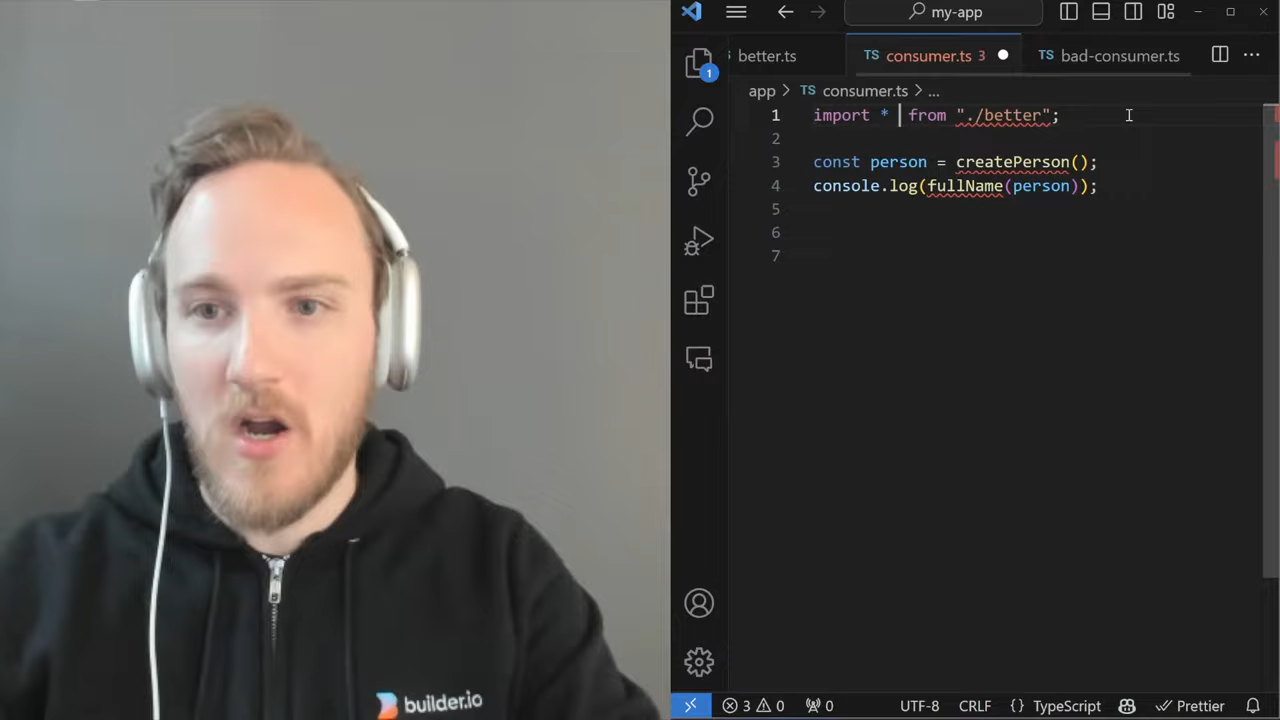 my-app
better.ts
TS consumer.ts 3
TS bad-consumer.ts
...
1
app > TS consumer.ts > ...
1 import * from "./better";
2
3 const person = createPerson();
4 console.log(fullName(person));
5
6
7
builder.io
3 0 0 UTF-8 CRLF {} TypeScript Prettier